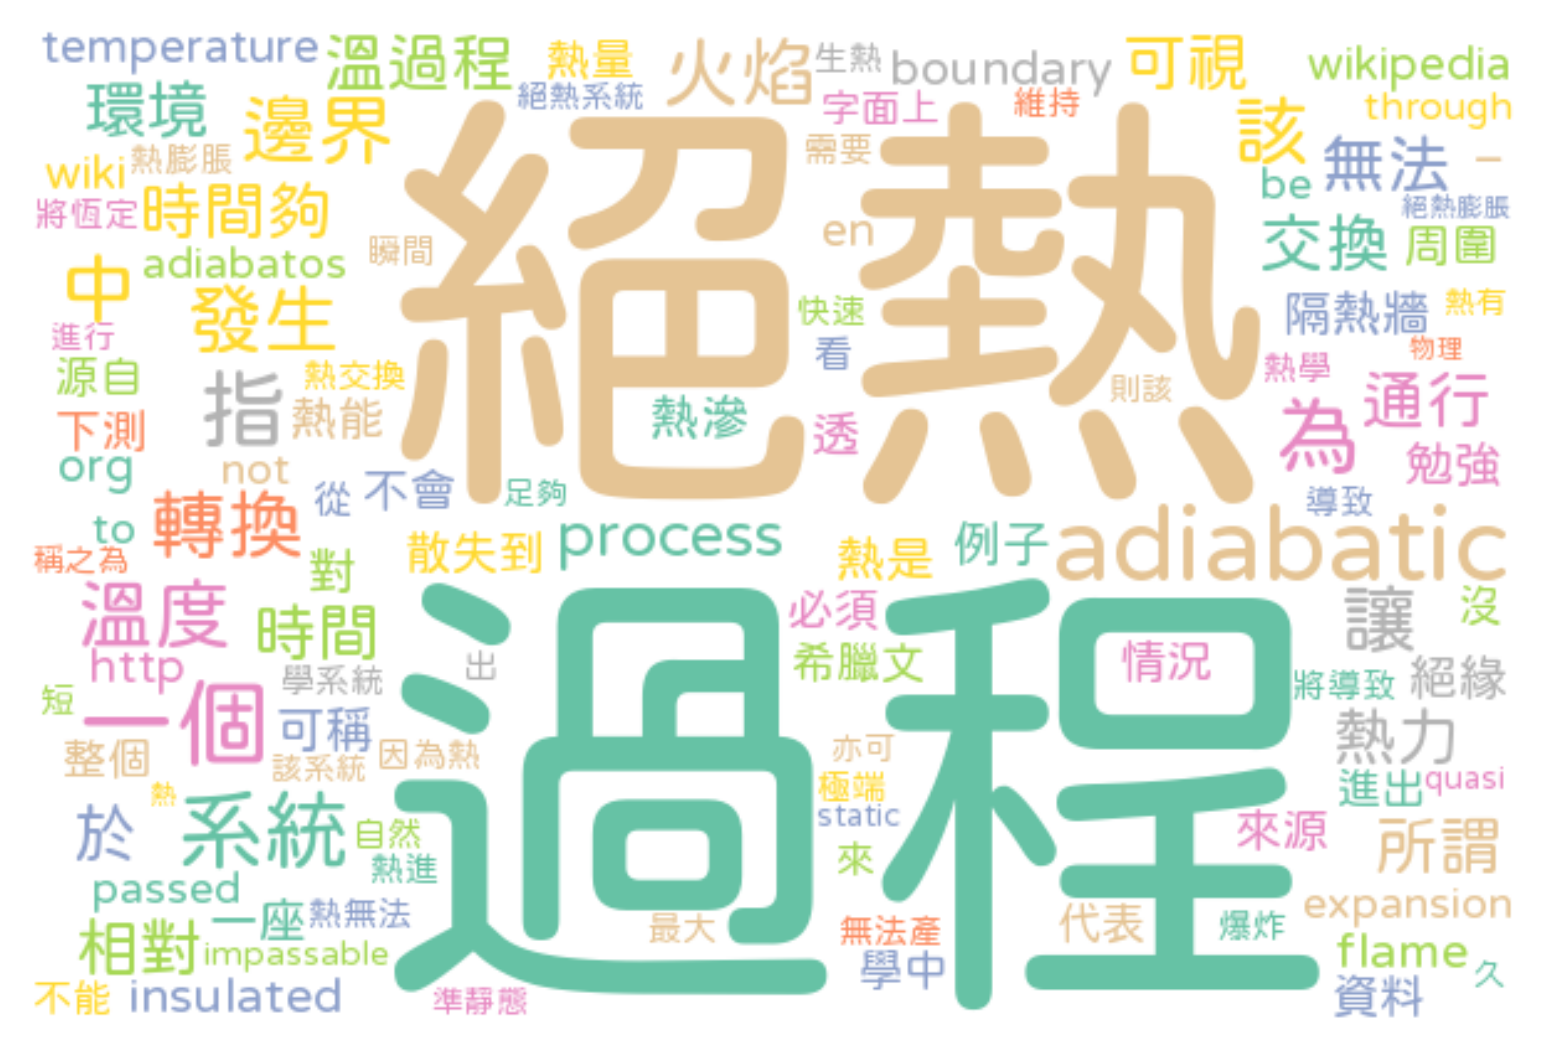 temperature
溫過程
熱量
火焰
生熱
boundary
可視
wikipedia
絕熱系統
字面上
維持
through
環境
邊界
絕熱
需要
該
無法
－
wiki
熱膨脹
be
絕熱膨脹
將恆定
時間夠
瞬間
en
交換
周圍
adiabatos
中
發生
快速
隔熱牆
熱有
進行
看
物理
源自
指
熱交換
熱學
則該
下測
熱能
熱滲
透
為
通行
org
not
從
不會
足夠
勉強
導致
to
轉換
散失到
process
熱是
例子
adiabatic
稱之為
對
溫度
時間
過程
必須
讓
沒
http
出
希臘文
情況
學系統
將導致
絕緣
短
一個
可稱
熱力
整個
該系統
因為熱
亦可
極端
進出
quasi
熱
static
於
系統
自然
來
來源
所謂
熱進
passed
一座
熱無法
最大
無法產
代表
爆炸
expansion
相對
impassable
學中
flame
久
不能
insulated
準靜態
資料